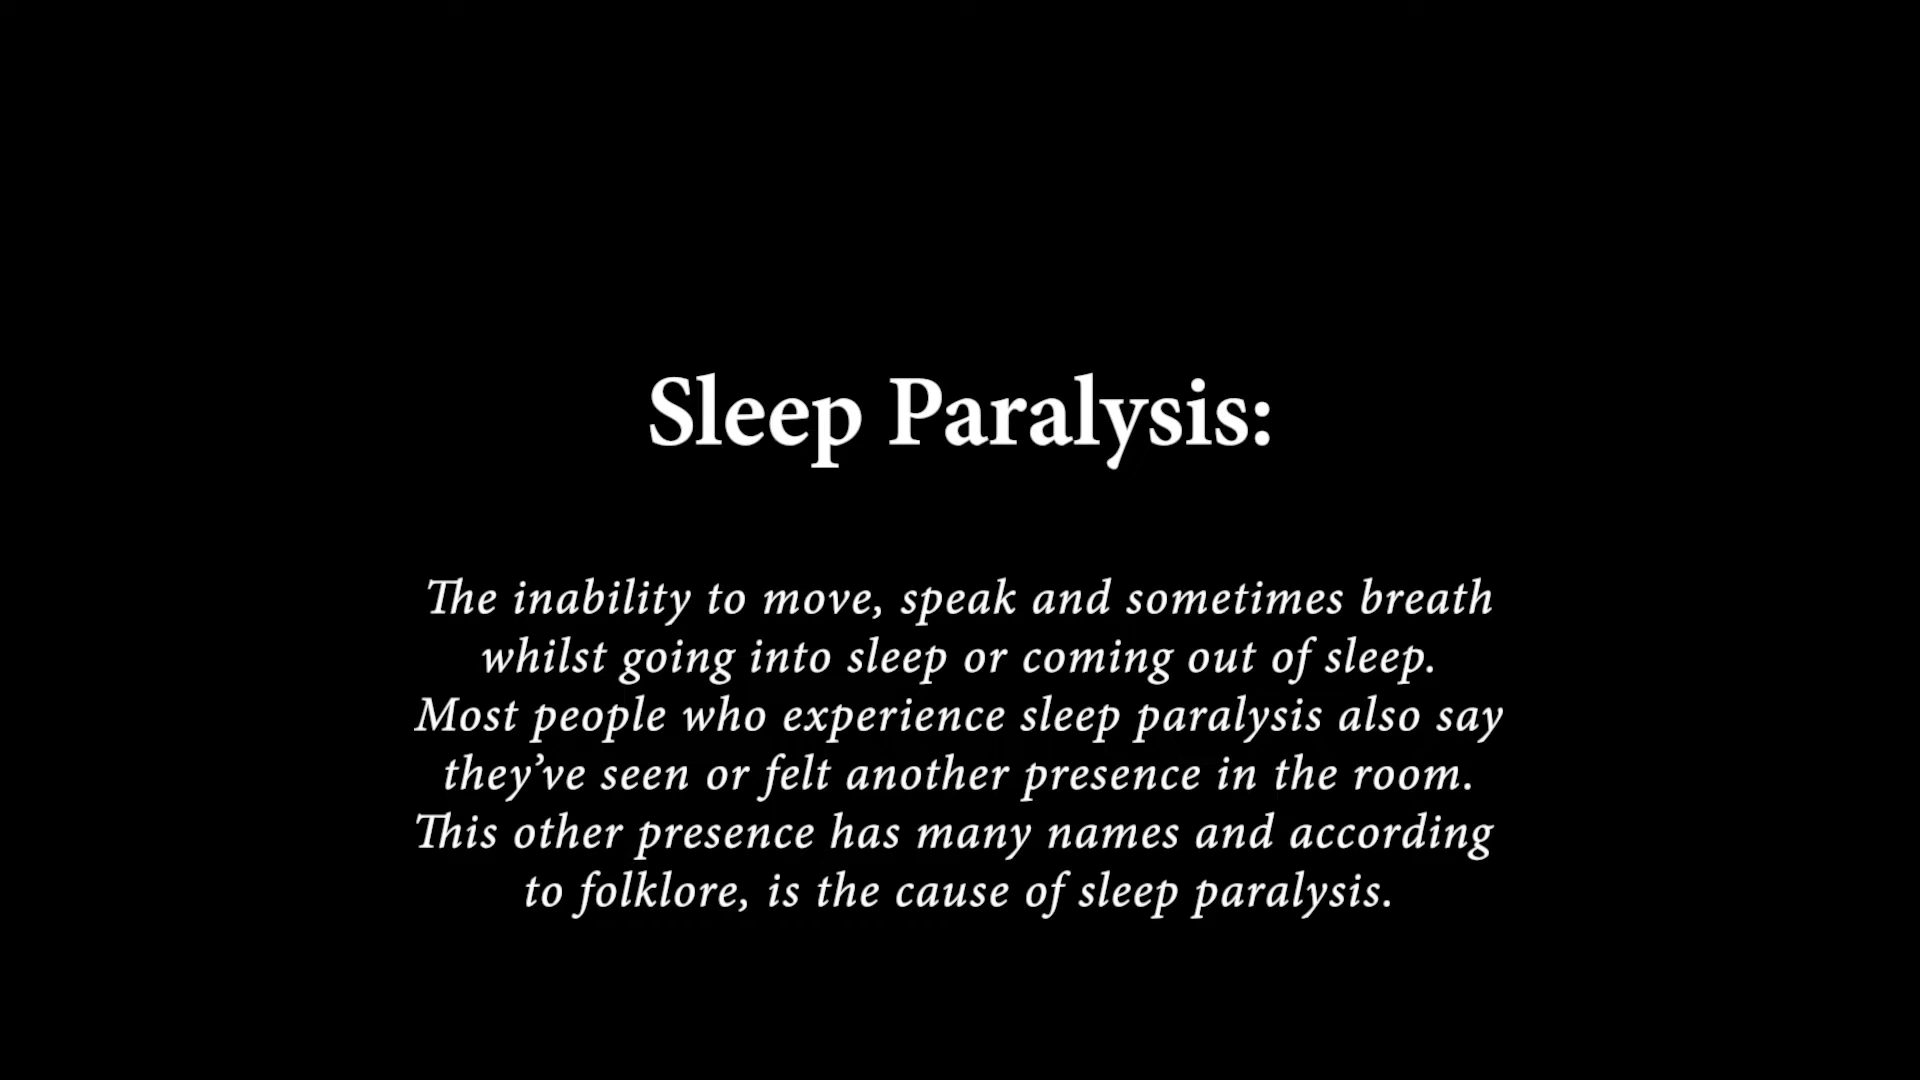 Sleep Paralysis:
The inability to move, speak and sometimes breath
whilst going into sleep or coming out of sleep.
Most people who experience sleep paralysis also say
they’ve seen or felt another presence in the room.
This other presence has many names and according
to folklore, is the cause of sleep paralysis.